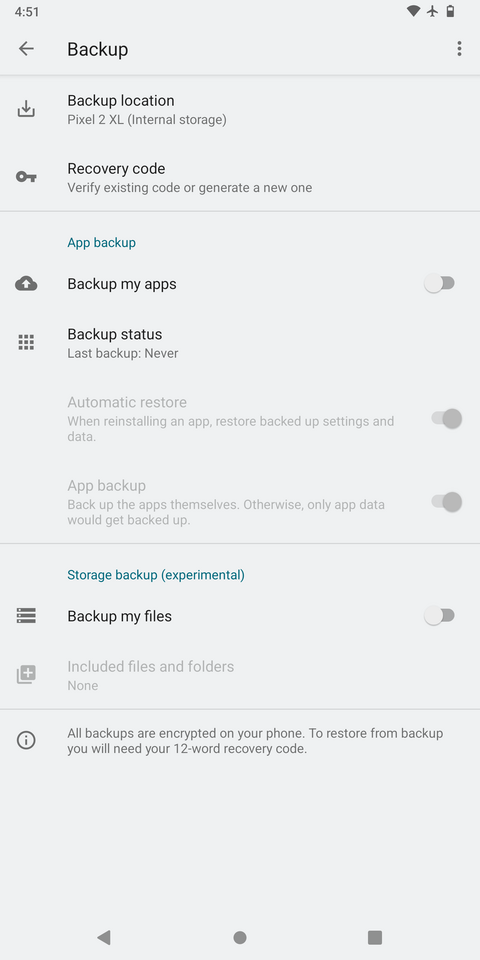 4:51
Backup
Backup location
Pixel 2 XL (Internal storage)
Recovery code
Verify existing code or generate a new one
App backup
Backup my apps
Backup status
Last backup: Never
Automatic restore
When reinstalling an app, restore backed up settings and
data.
App backup
Back up the apps themselves. Otherwise, only app data
would get backed up.
Storage backup (experimental)
Backup my files
Included files and folders
None
All backups are encrypted on your phone. To restore from backup
you will need your 12-word recovery code.